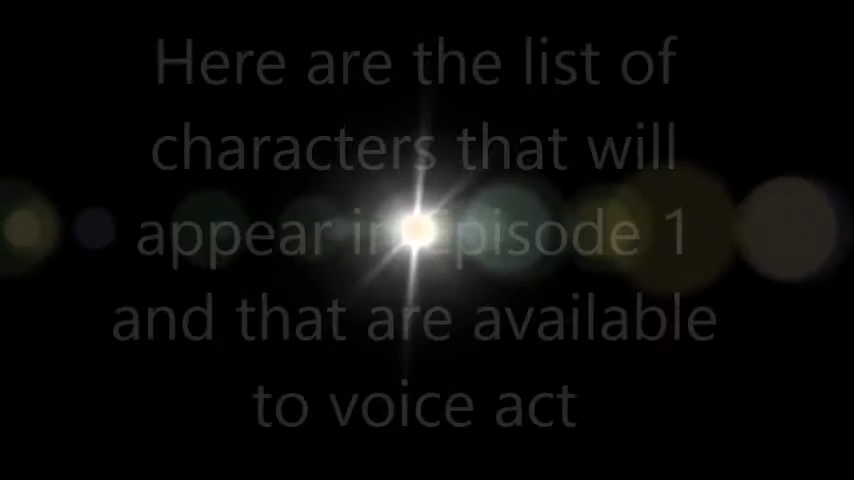 Here are the list of
characters that will
appear in Episode 1
and that are available
to voice act